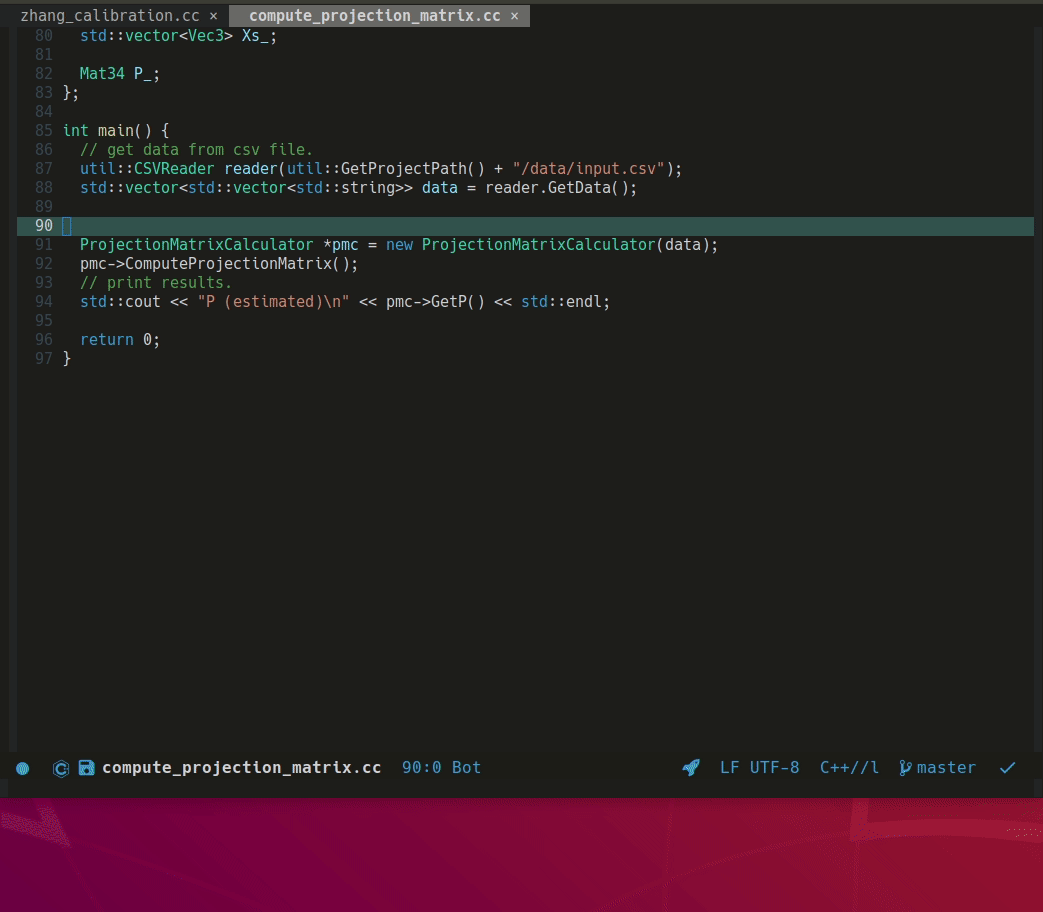 zhang_calibration.cc × compute_projection_matrix.cc ×
80 std::vector<Vec3> Xs_;
81
82 Mat34 P_;
83 };
84
85 int main() {
86 // get data from csv file.
87 util::CSVReader reader(util::GetProjectPath() + "/data/input.csv");
88 std::vector<std::vector<std::string>> data = reader.GetData();
89
90
91 ProjectionMatrixCalculator *pmc = new ProjectionMatrixCalculator(data);
92 pmc->ComputeProjectionMatrix();
93 // print results.
94 std::cout << "P (estimated)\n" << pmc->GetP() << std::endl;
95
96 return 0;
97 }
compute_projection_matrix.cc 90:0 Bot LF UTF-8 C++//l master